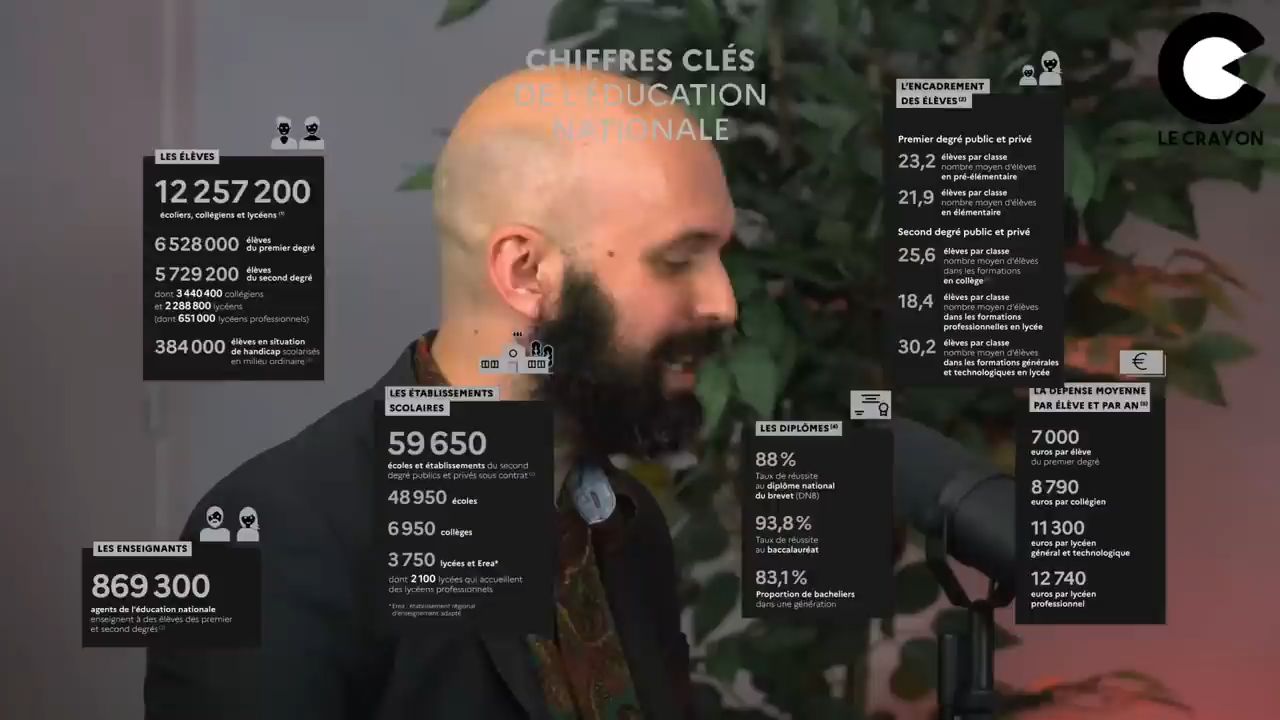 CHIFFRES CLÉS
DE L'ÉDUCATION
NATIONALE
LE CRAYON
LES ÉLÈVES
12 257 200
écoliers, collégiens et lycéens (1)
6 528 000 élèves
du premier degré
5 729 200 élèves
du second degré
dont 3 440 400 collégiens
et 2 288 800 lycéens
(dont 651 000 lycéens professionnels)
384 000 élèves en situation
de handicap scolarisés
en milieu ordinaire
LES ENSEIGNANTS
869 300
agents de l'éducation nationale
enseignent à des élèves des premier
et second degrés
LES ÉTABLISSEMENTS
SCOLAIRES
59 650
écoles et établissements du second
degré publics et privés sous contrat
48 950 écoles
6 950 collèges
3 750 lycées et Erea*
dont 2 100 lycées qui accueillent
des lycéens professionnels
* Erea : établissement régional
d'enseignement adapté
LES DIPLÔMES (4)
88 %
Taux de réussite
au diplôme national
du brevet (DNB)
93,8 %
Taux de réussite
au baccalauréat
83,1 %
Proportion de bacheliers
dans une génération
L'ENCADREMENT
DES ÉLÈVES (2)
Premier degré public et privé
23,2 élèves par classe
nombre moyen d'élèves
en pré-élémentaire
21,9 élèves par classe
nombre moyen d'élèves
en élémentaire
Second degré public et privé
25,6 élèves par classe
nombre moyen d'élèves
dans les formations
en collège
18,4 élèves par classe
nombre moyen d'élèves
dans les formations
professionnelles en lycée
30,2 élèves par classe
nombre moyen d'élèves
dans les formations générales
et technologiques en lycée
€
LA DÉPENSE MOYENNE
PAR ÉLÈVE ET PAR AN (5)
7 000
euros par élève
du premier degré
8 790
euros par collégien
11 300
euros par lycéen
général et technologique
12 740
euros par lycéen
professionnel